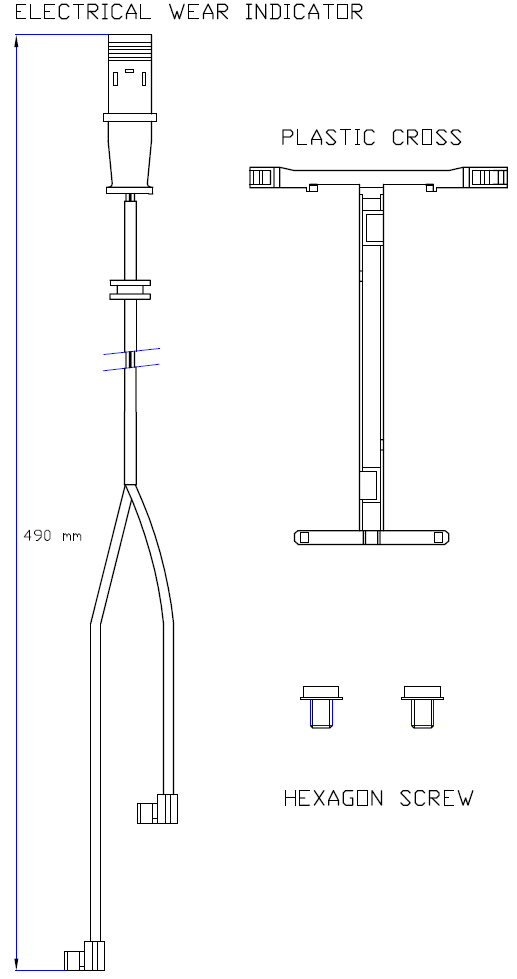 ELECTRICAL WEAR INDICATOR
PLASTIC CROSS
490 mm
HEXAGON SCREW